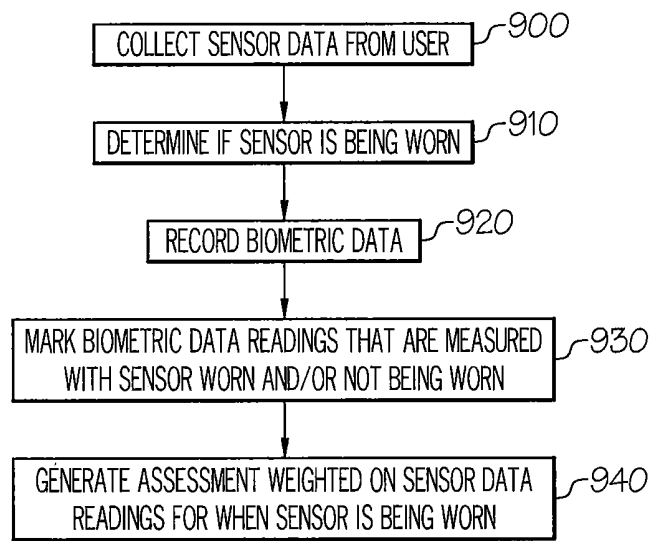 COLLECT SENSOR DATA FROM USER
900
DETERMINE IF SENSOR IS BEING WORN
910
RECORD BIOMETRIC DATA
920
MARK BIOMETRIC DATA READINGS THAT ARE MEASURED
WITH SENSOR WORN AND/OR NOT BEING WORN
930
GENERATE ASSESSMENT WEIGHTED ON SENSOR DATA
READINGS FOR WHEN SENSOR IS BEING WORN
940